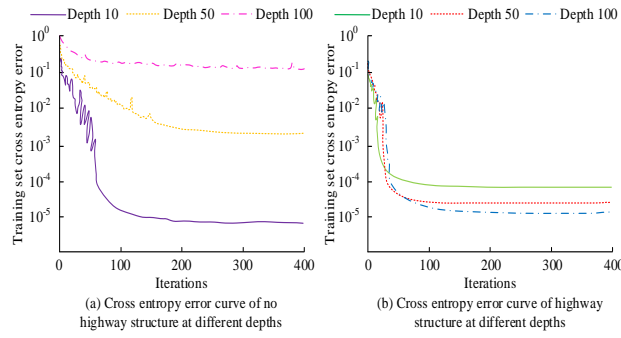 Depth 10 Depth 50 Depth 100
Training set cross entropy error
10^0
10^-1
10^-2
10^-3
10^-4
10^-5
0 100 200 300 400
Iterations
(a) Cross entropy error curve of no
highway structure at different depths
Depth 10 Depth 50 Depth 100
Training set cross entropy error
10^0
10^-1
10^-2
10^-3
10^-4
10^-5
0 100 200 300 400
Iterations
(b) Cross entropy error curve of highway
structure at different depths